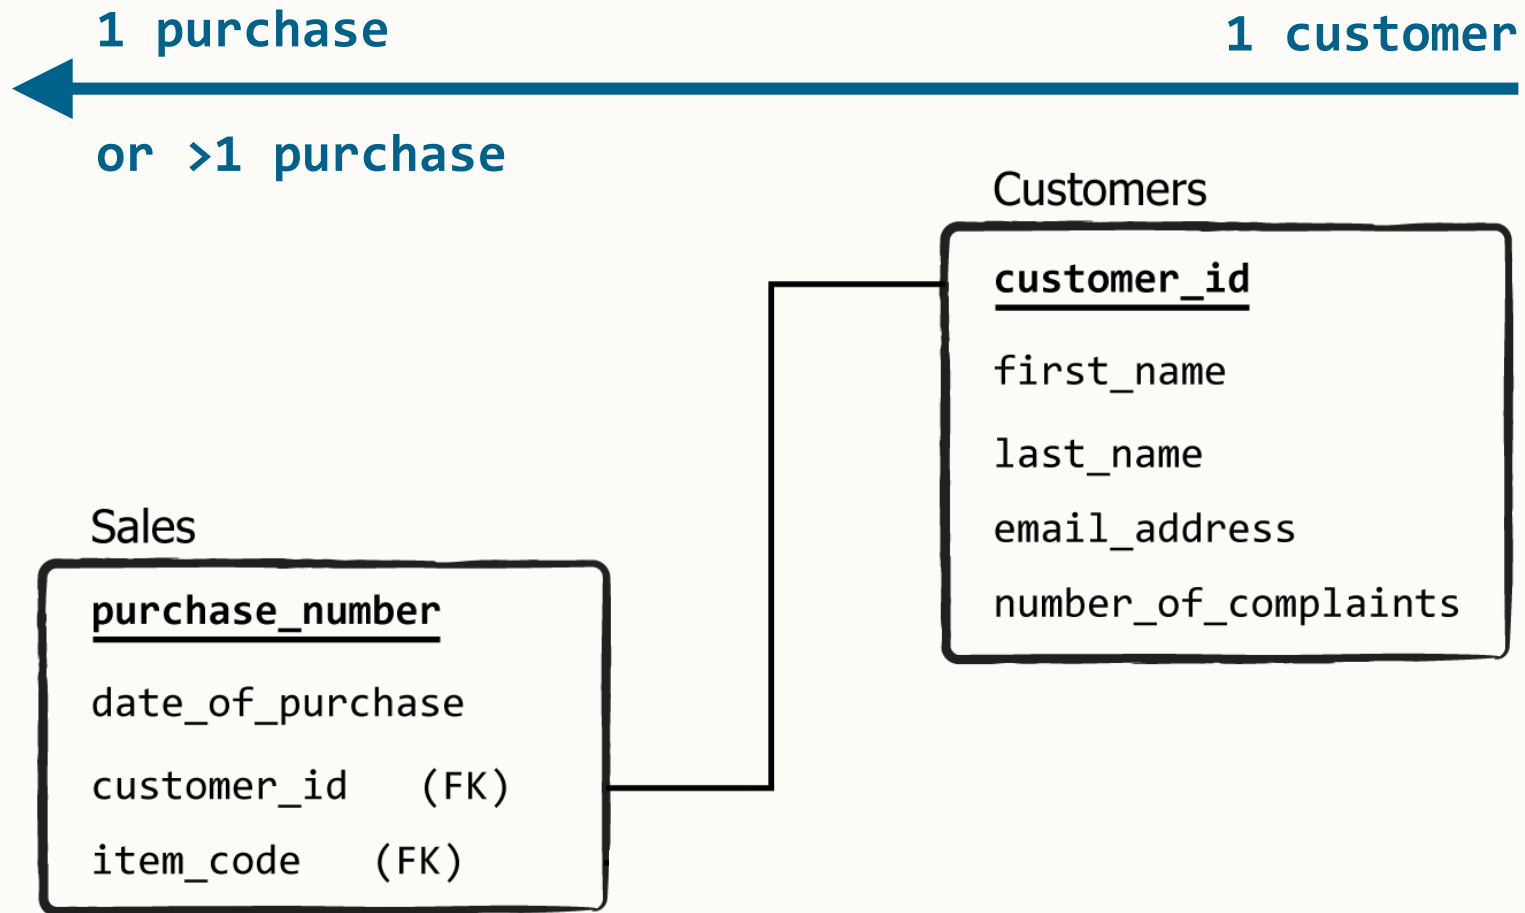 1 purchase
1 customer
or >1 purchase
Customers
customer_id
first_name
last_name
email_address
number_of_complaints
Sales
purchase_number
date_of_purchase
customer_id (FK)
item_code (FK)